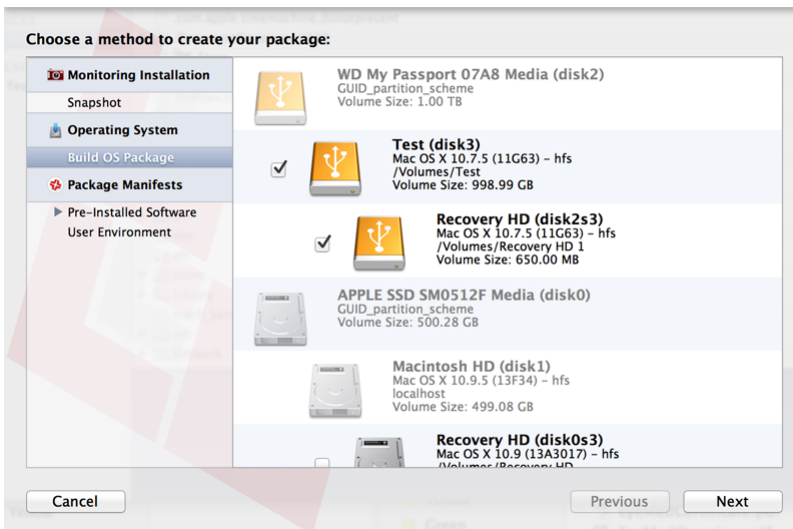 Choose a method to create your package:
Monitoring Installation
Snapshot
Operating System
Build OS Package
Package Manifests
Pre-Installed Software
User Environment
WD My Passport 07A8 Media (disk2)
GUID_partition_scheme
Volume Size: 1.00 TB
Test (disk3)
Mac OS X 10.7.5 (11G63) – hfs
/Volumes/Test
Volume Size: 998.99 GB
Recovery HD (disk2s3)
Mac OS X 10.7.5 (11G63) – hfs
/Volumes/Recovery HD 1
Volume Size: 650.00 MB
APPLE SSD SM0512F Media (disk0)
GUID_partition_scheme
Volume Size: 500.28 GB
Macintosh HD (disk1)
Mac OS X 10.9.5 (13F34) – hfs
localhost
Volume Size: 499.08 GB
Recovery HD (disk0s3)
Mac OS X 10.9 (13A3017) – hfs
/Volumes/Recovery HD
Cancel
Previous
Next
Green